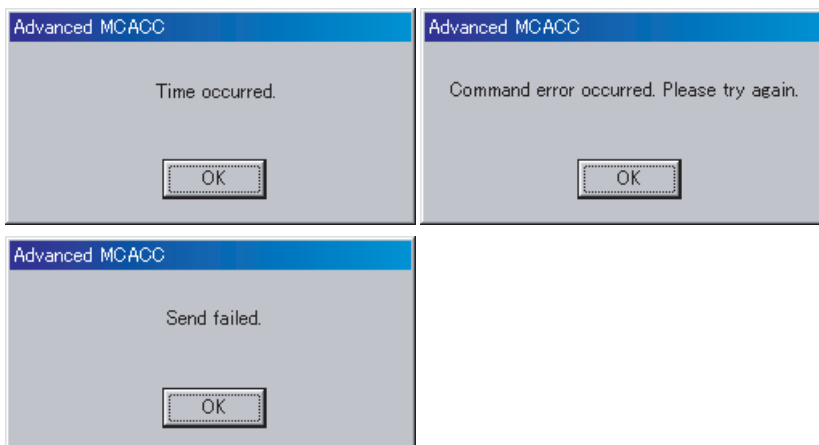 Advanced MCACC
Time occurred.
OK
Advanced MCACC
Command error occurred. Please try again.
OK
Advanced MCACC
Send failed.
OK